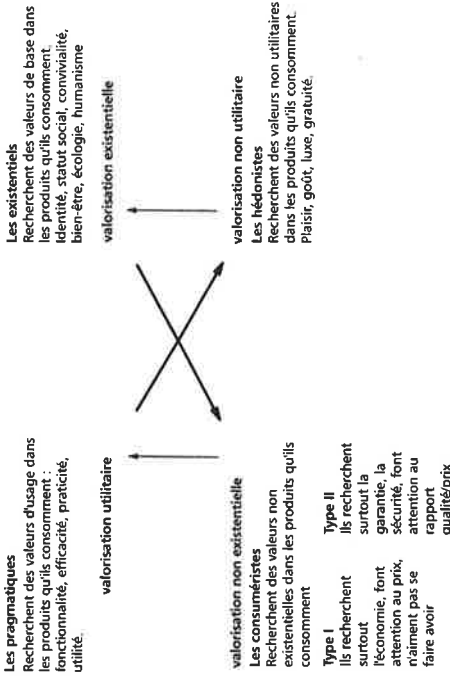 Les pragmatiques
Recherchent des valeurs d'usage dans
les produits qu'ils consomment :
fonctionnalité, efficacité, praticité,
utilité.
valorisation utilitaire
Les existentiels
Recherchent des valeurs de base dans
les produits qu'ils consomment.
Identité, statut social, convivialité,
bien-être, écologie, humanisme
valorisation existentielle
valorisation non existentielle
Les consuméristes
Recherchent des valeurs non
existentielles dans les produits qu'ils
consomment
Type I
Ils recherchent
surtout
l'économie, font
attention au prix,
n'aiment pas se
faire avoir
Type II
Ils recherchent
surtout la
garantie, la
sécurité, font
attention au
rapport
qualité/prix
valorisation non utilitaire
Les hédonistes
Recherchent des valeurs non utilitaires
dans les produits qu'ils consomment.
Plaisir, goût, luxe, gratuité.